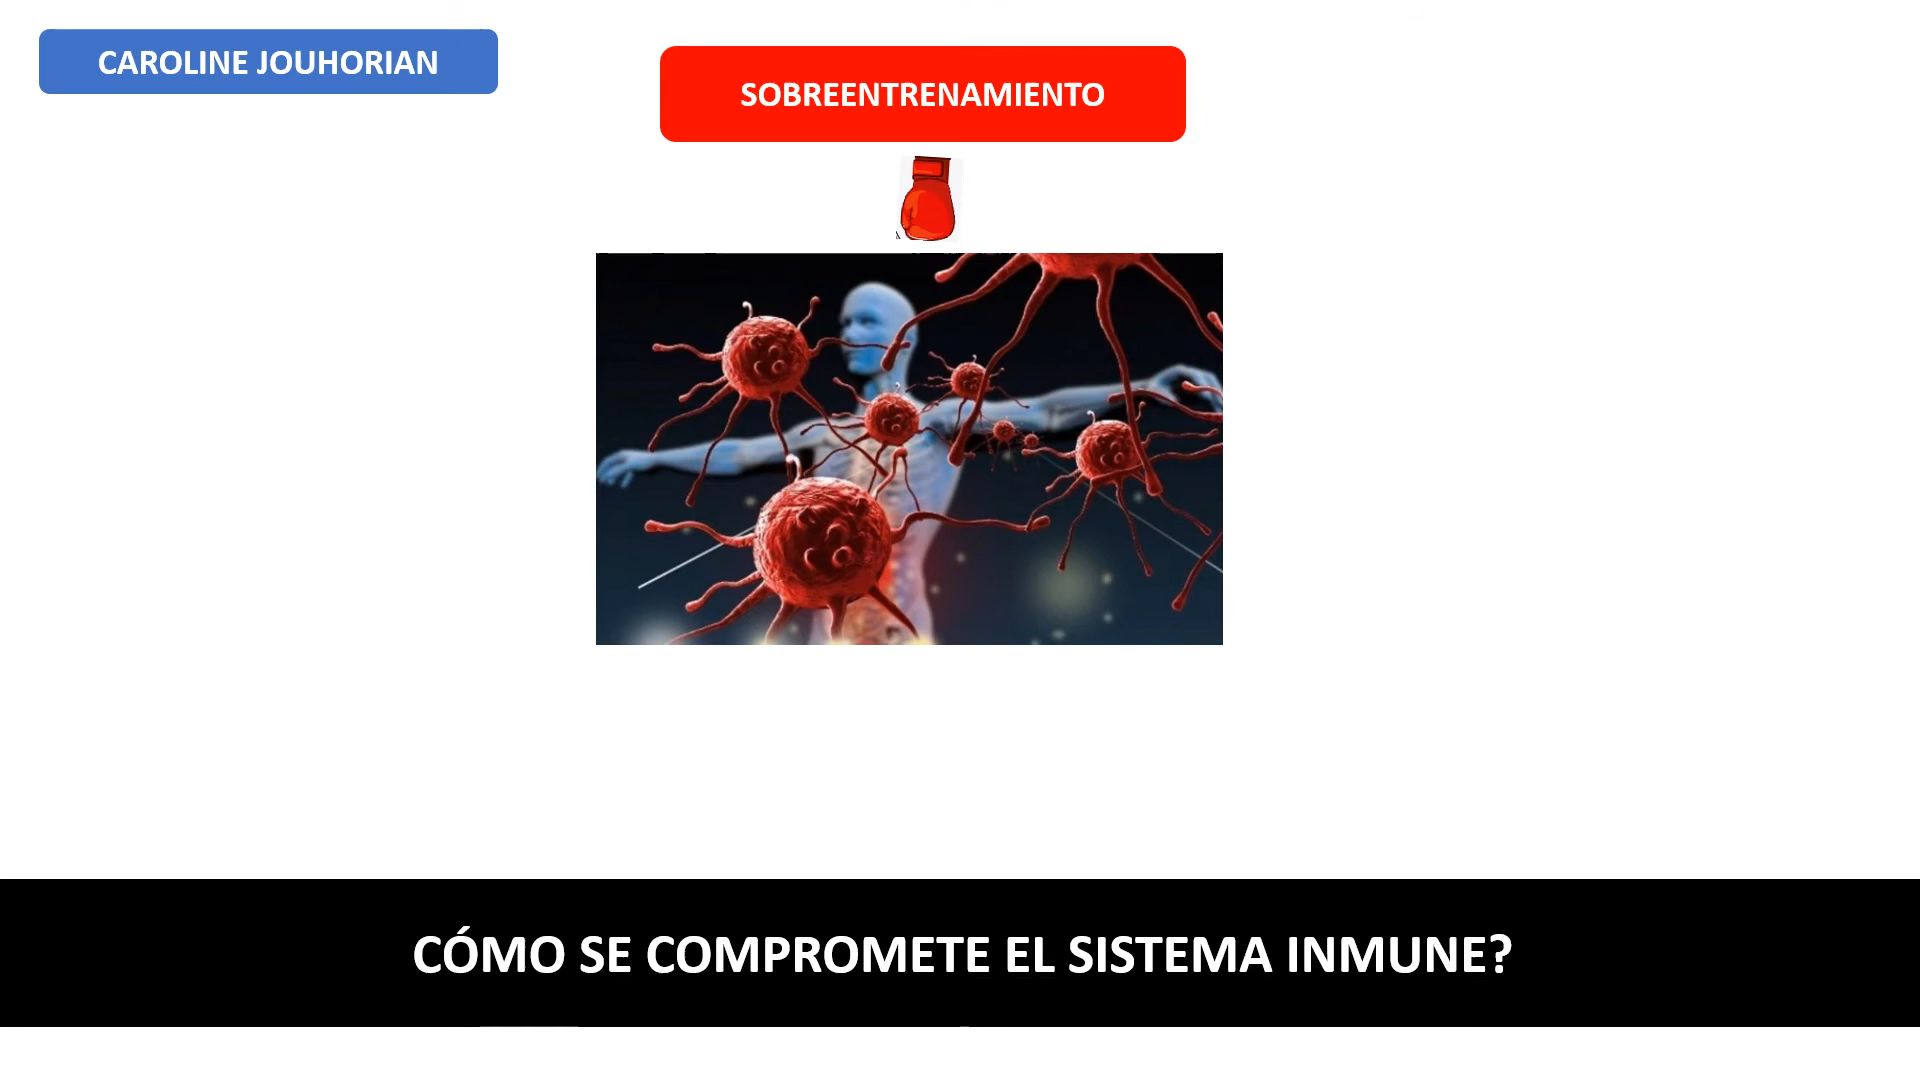 CAROLINE JOUHORIAN
SOBREENTRENAMIENTO
CÓMO SE COMPROMETE EL SISTEMA INMUNE?